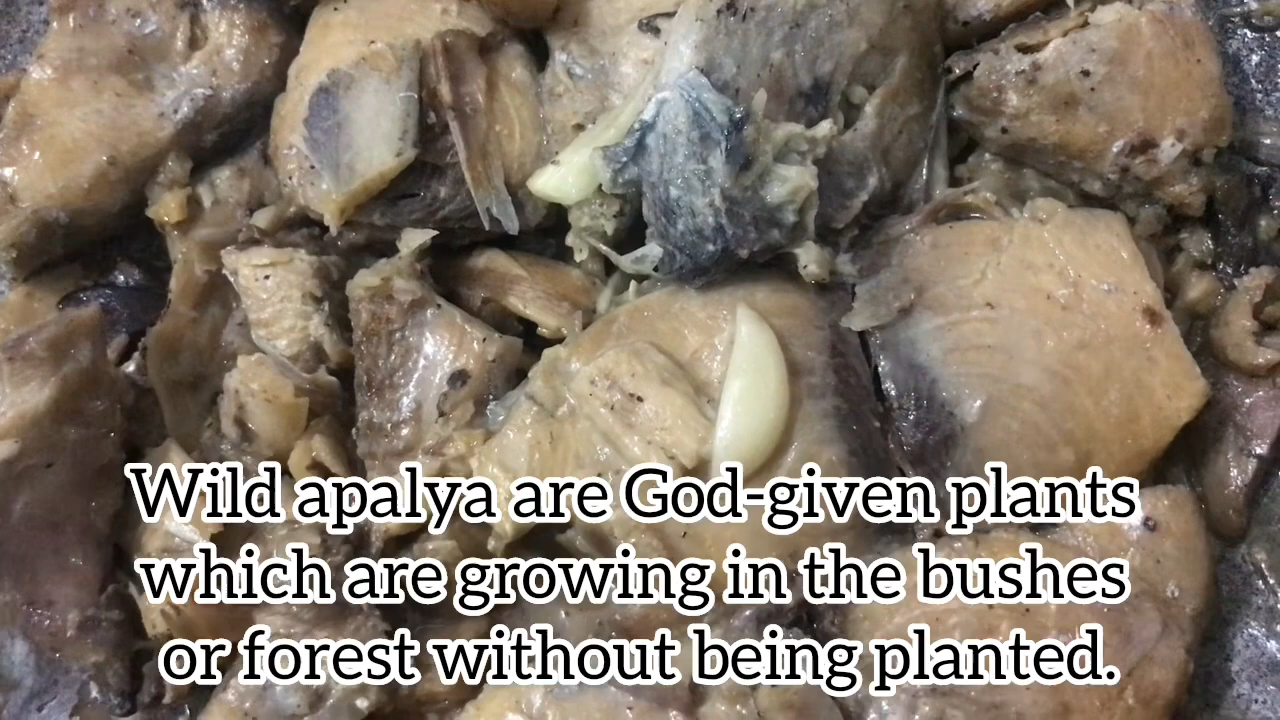 Wild apalya are God-given plants
which are growing in the bushes
or forest without being planted.